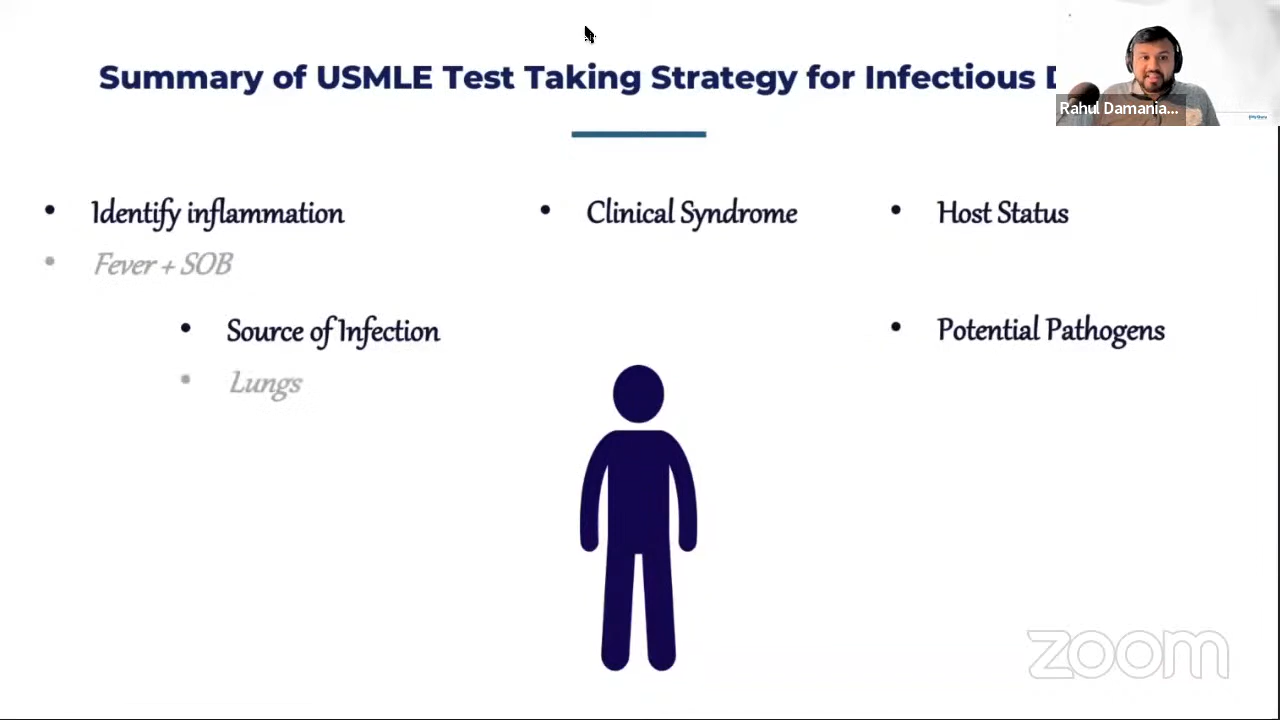 Summary of USMLE Test Taking Strategy for Infectious
Rahul Damania...
• Identify inflammation
• Fever + SOB
• Source of Infection
• Lungs
• Clinical Syndrome
• Host Status
• Potential Pathogens
zoom